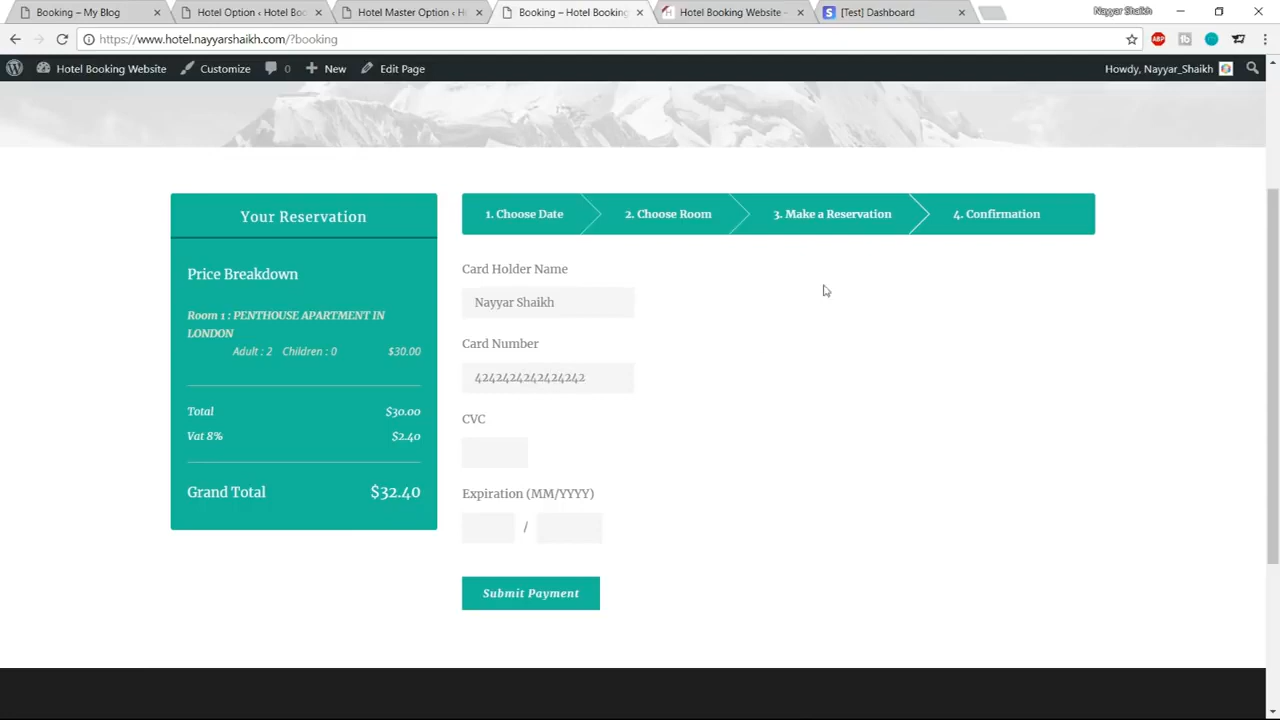 Booking – My Blog
Hotel Option ‹ Hotel Boo
Hotel Master Option ‹ H
Booking – Hotel Booking
Hotel Booking Website –
[Test] Dashboard
Nayyar Shaikh
https://www.hotel.nayyarshaikh.com/?booking
ABP
Hotel Booking Website
Customize
0
New
Edit Page
Howdy, Nayyar_Shaikh
Your Reservation
Price Breakdown
Room 1 : PENTHOUSE APARTMENT IN
LONDON
Adult : 2 Children : 0 $30.00
Total $30.00
Vat 8% $2.40
Grand Total $32.40
1. Choose Date
2. Choose Room
3. Make a Reservation
4. Confirmation
Card Holder Name
Nayyar Shaikh
Card Number
4242424242424242
CVC
Expiration (MM/YYYY)
/
Submit Payment